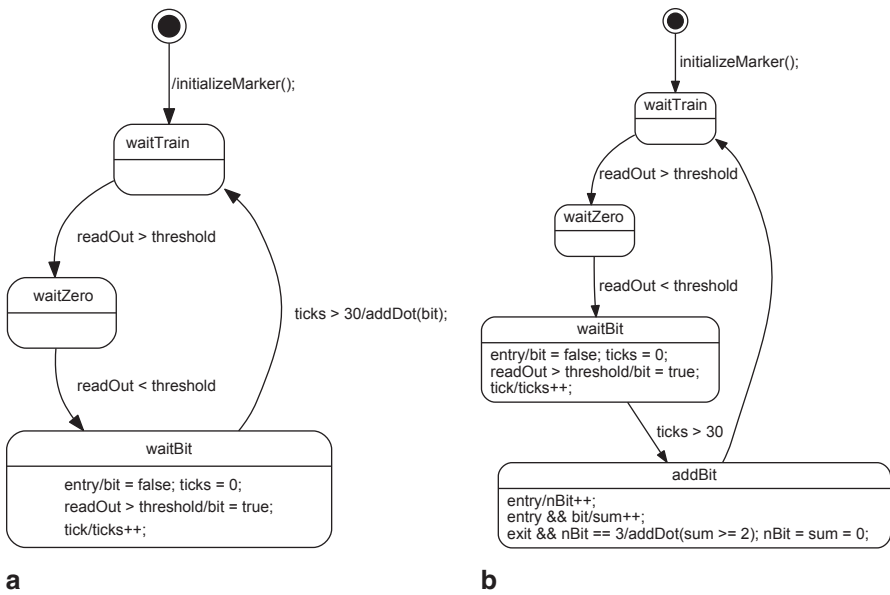 /initializeMarker();
waitTrain
readOut > threshold
waitZero
ticks > 30/addDot(bit);
readOut < threshold
waitBit
entry/bit = false; ticks = 0;
readOut > threshold/bit = true;
tick/ticks++;
a
initializeMarker();
waitTrain
readOut > threshold
waitZero
readOut < threshold
waitBit
entry/bit = false; ticks = 0;
readOut > threshold/bit = true;
tick/ticks++;
ticks > 30
addBit
entry/nBit++;
entry && bit/sum++;
exit && nBit == 3/addDot(sum >= 2); nBit = sum = 0;
b